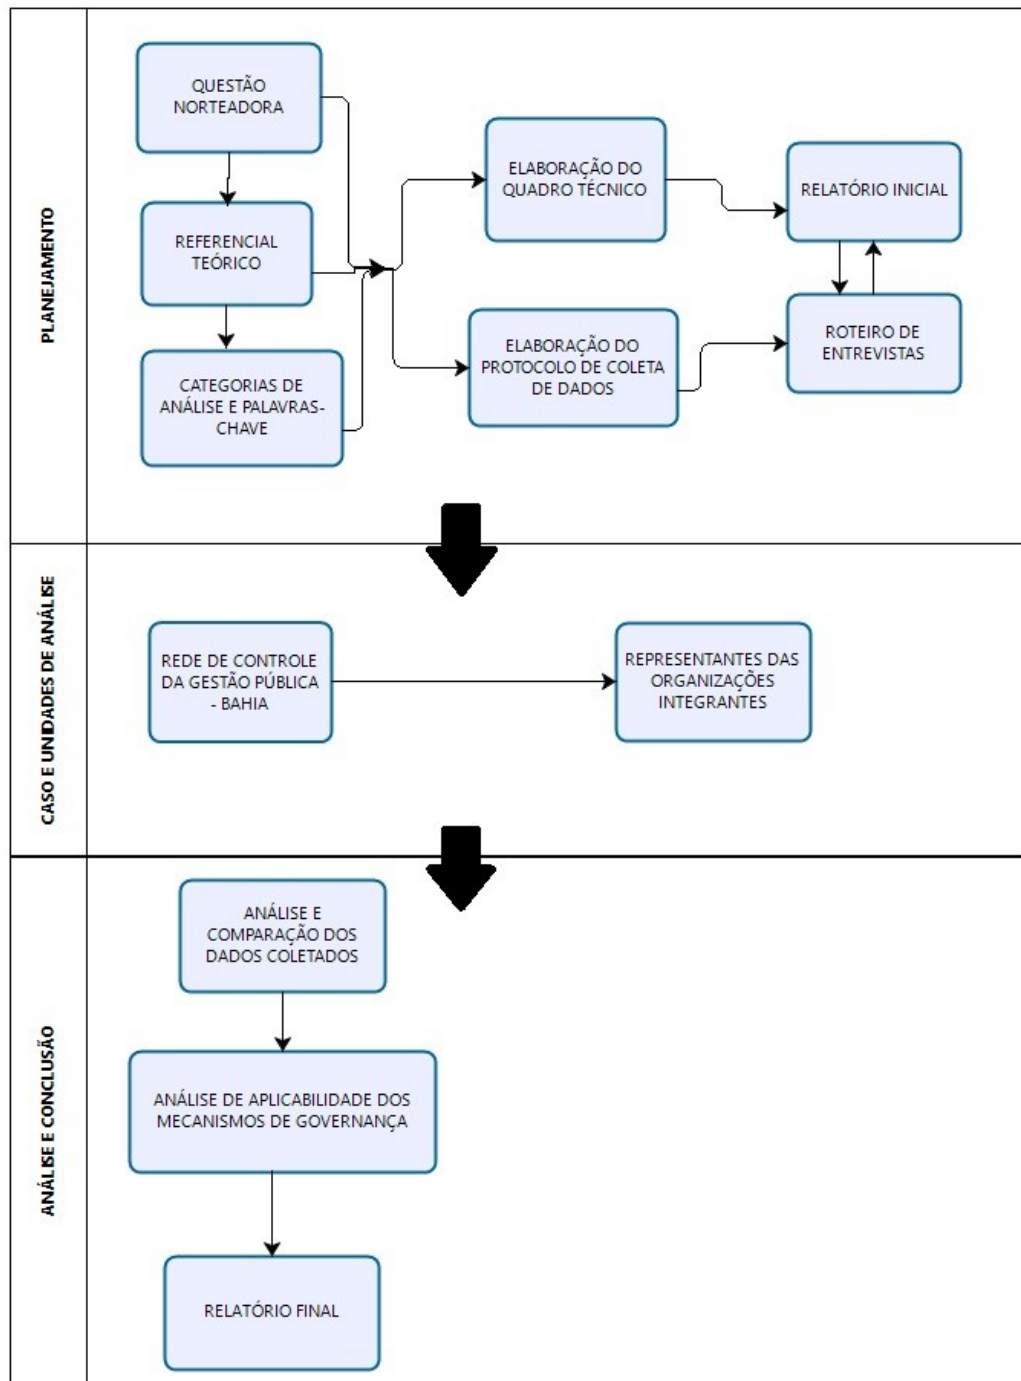 PLANEJAMENTO
QUESTÃO
NORTEADORA
REFERENCIAL
TEÓRICO
CATEGORIAS DE
ANÁLISE E PALAVRAS-
CHAVE
ELABORAÇÃO DO
QUADRO TÉCNICO
ELABORAÇÃO DO
PROTOCOLO DE COLETA
DE DADOS
RELATÓRIO INICIAL
ROTEIRO DE
ENTREVISTAS
CASO E UNIDADES DE ANÁLISE
REDE DE CONTROLE
DA GESTÃO PÚBLICA
- BAHIA
REPRESENTANTES DAS
ORGANIZAÇÕES
INTEGRANTES
ANÁLISE E CONCLUSÃO
ANÁLISE E
COMPARAÇÃO DOS
DADOS COLETADOS
ANÁLISE DE APLICABILIDADE DOS
MECANISMOS DE GOVERNANÇA
RELATÓRIO FINAL